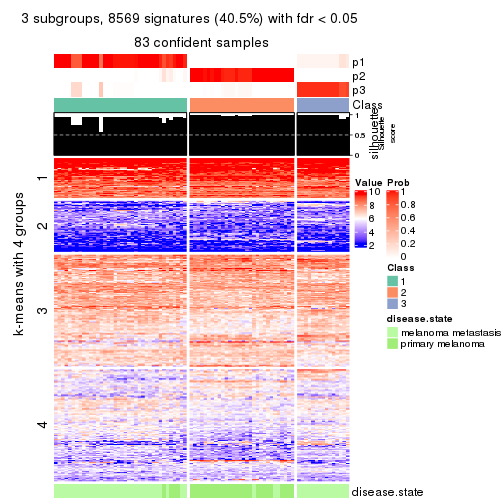 3 subgroups, 8569 signatures (40.5%) with fdr < 0.05
83 confident samples
p1
p2
p3
Class
1
0.5
0
silhouette
Silhouette
score
k-means with 4 groups
1
2
3
4
Value
10
8
6
4
2
Prob
1
0.8
0.6
0.4
0.2
0
Class
1
2
3
disease.state
melanoma metastasis
primary melanoma
disease.state